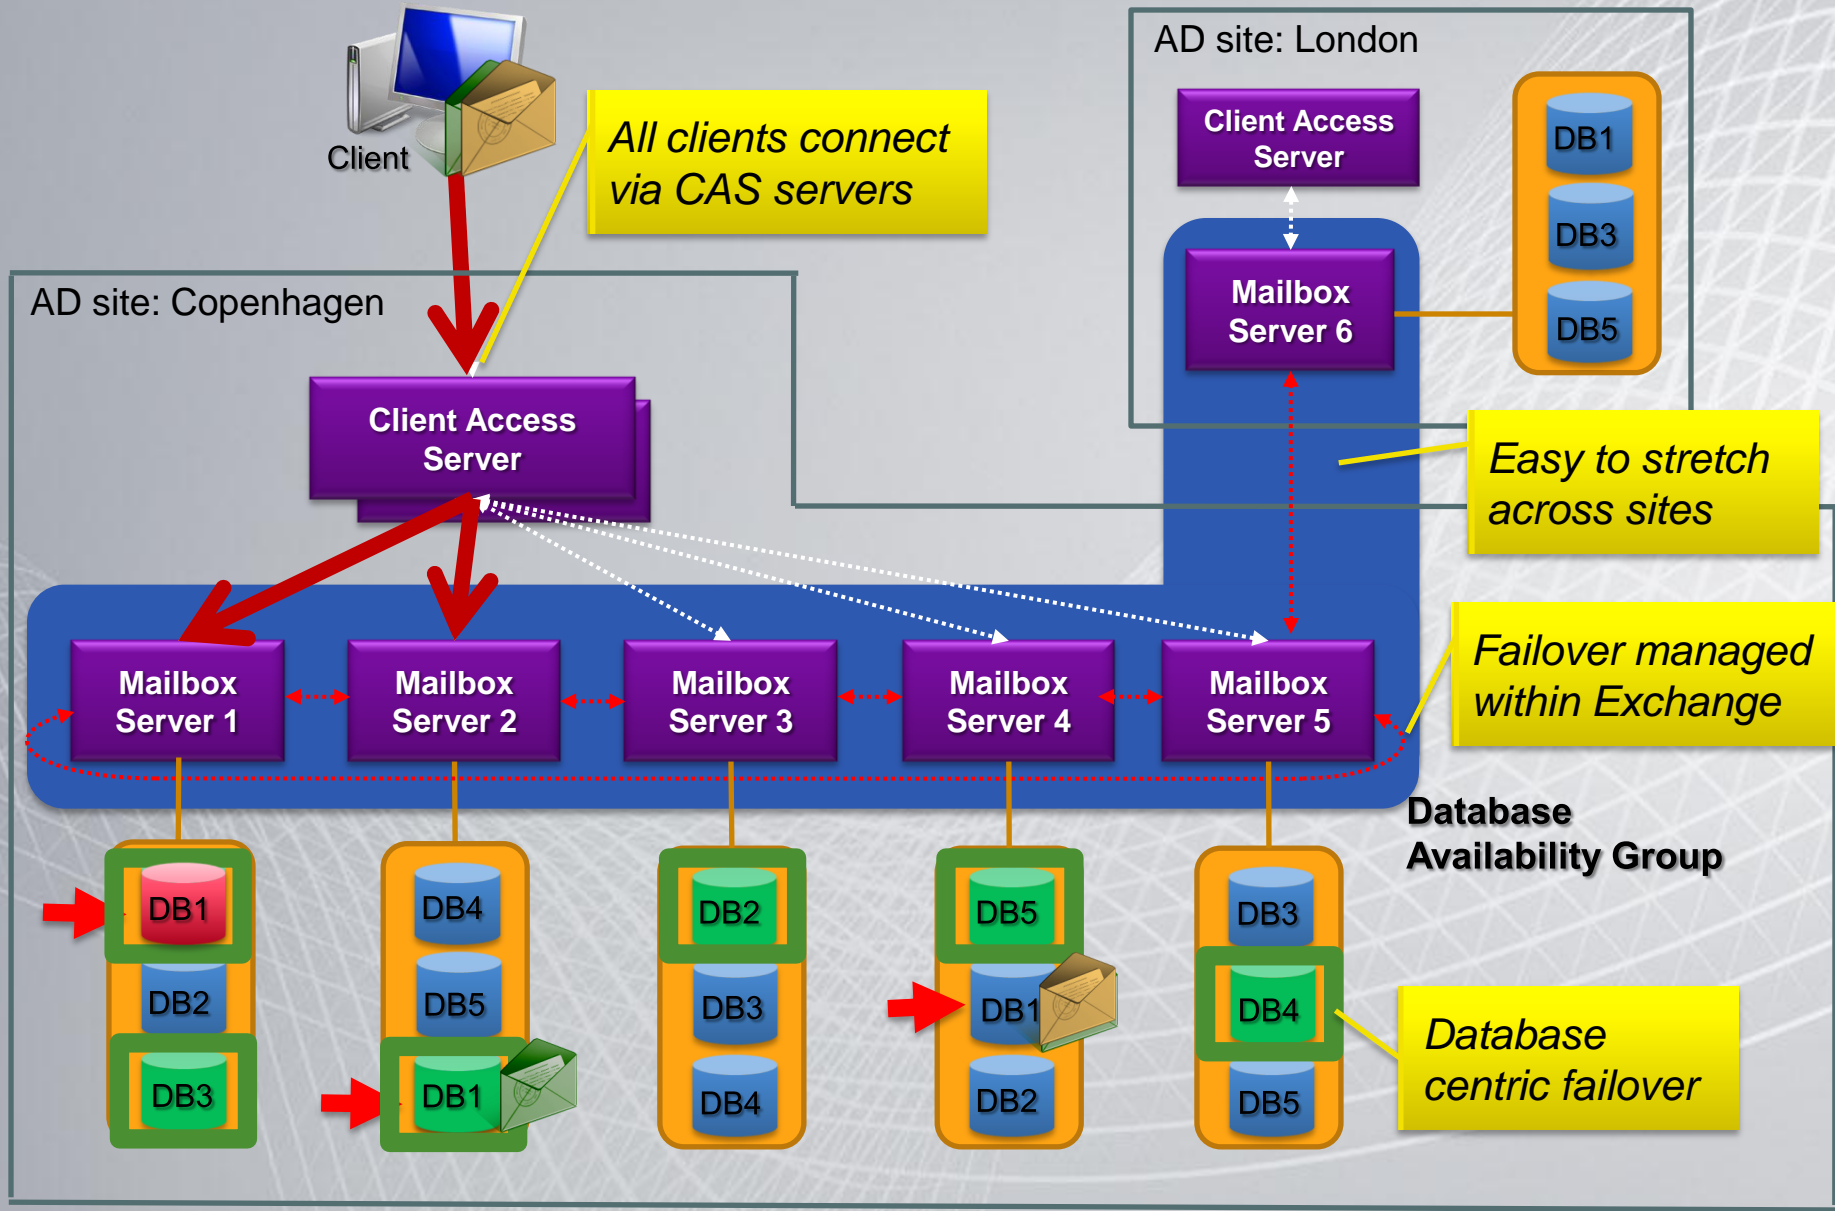 AD site: London
Client Access
Server
DB1
DB3
DB5
Client
All clients connect
via CAS servers
Mailbox
Server 6
AD site: Copenhagen
Client Access
Server
Easy to stretch
across sites
Mailbox
Server 1
Mailbox
Server 2
Mailbox
Server 3
Mailbox
Server 4
Mailbox
Server 5
Failover managed
within Exchange
Database
Availability Group
DB1
DB2
DB3
DB4
DB5
DB1
DB2
DB3
DB4
DB5
DB1
DB2
DB3
DB4
DB5
Database
centric failover